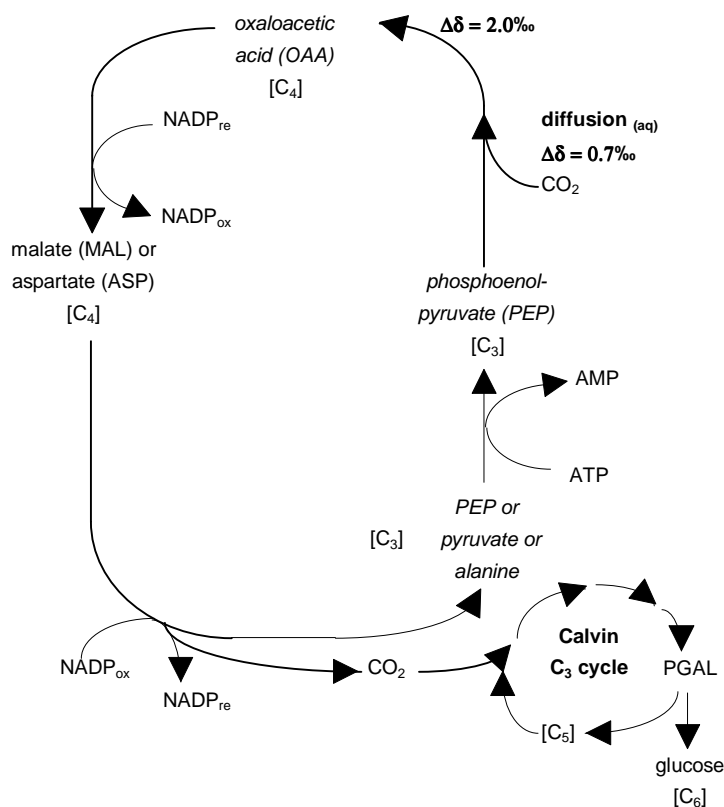 oxaloacetic
acid (OAA)
[C₄]
Δδ = 2.0‰
NADPre
NADPox
diffusion (aq)
Δδ = 0.7‰
CO₂
malate (MAL) or
aspartate (ASP)
[C₄]
phosphoenol-
pyruvate (PEP)
[C₃]
AMP
ATP
[C₃]
PEP or
pyruvate or
alanine
NADPox
NADPre
CO₂
Calvin
C₃ cycle
PGAL
[C₅]
glucose
[C₆]